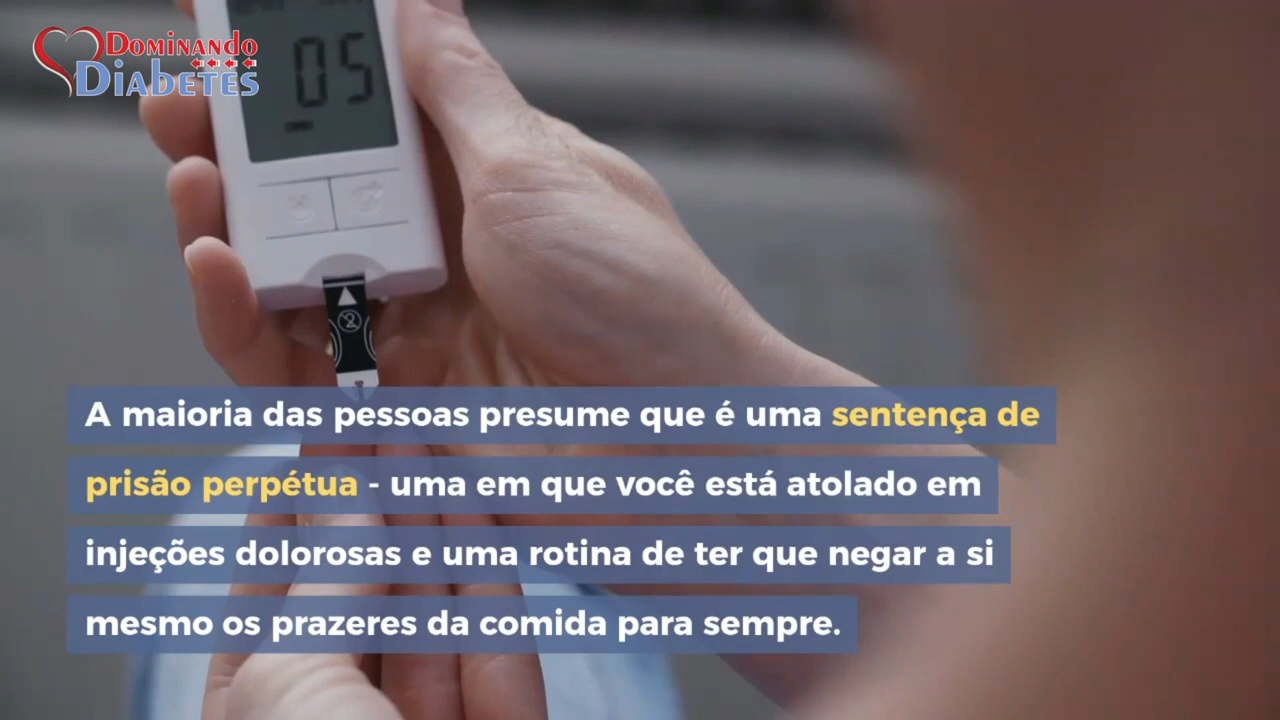 Dominando
Diabetes
05
A maioria das pessoas presume que é uma sentença de
prisão perpétua - uma em que você está atolado em
injeções dolorosas e uma rotina de ter que negar a si
mesmo os prazeres da comida para sempre.